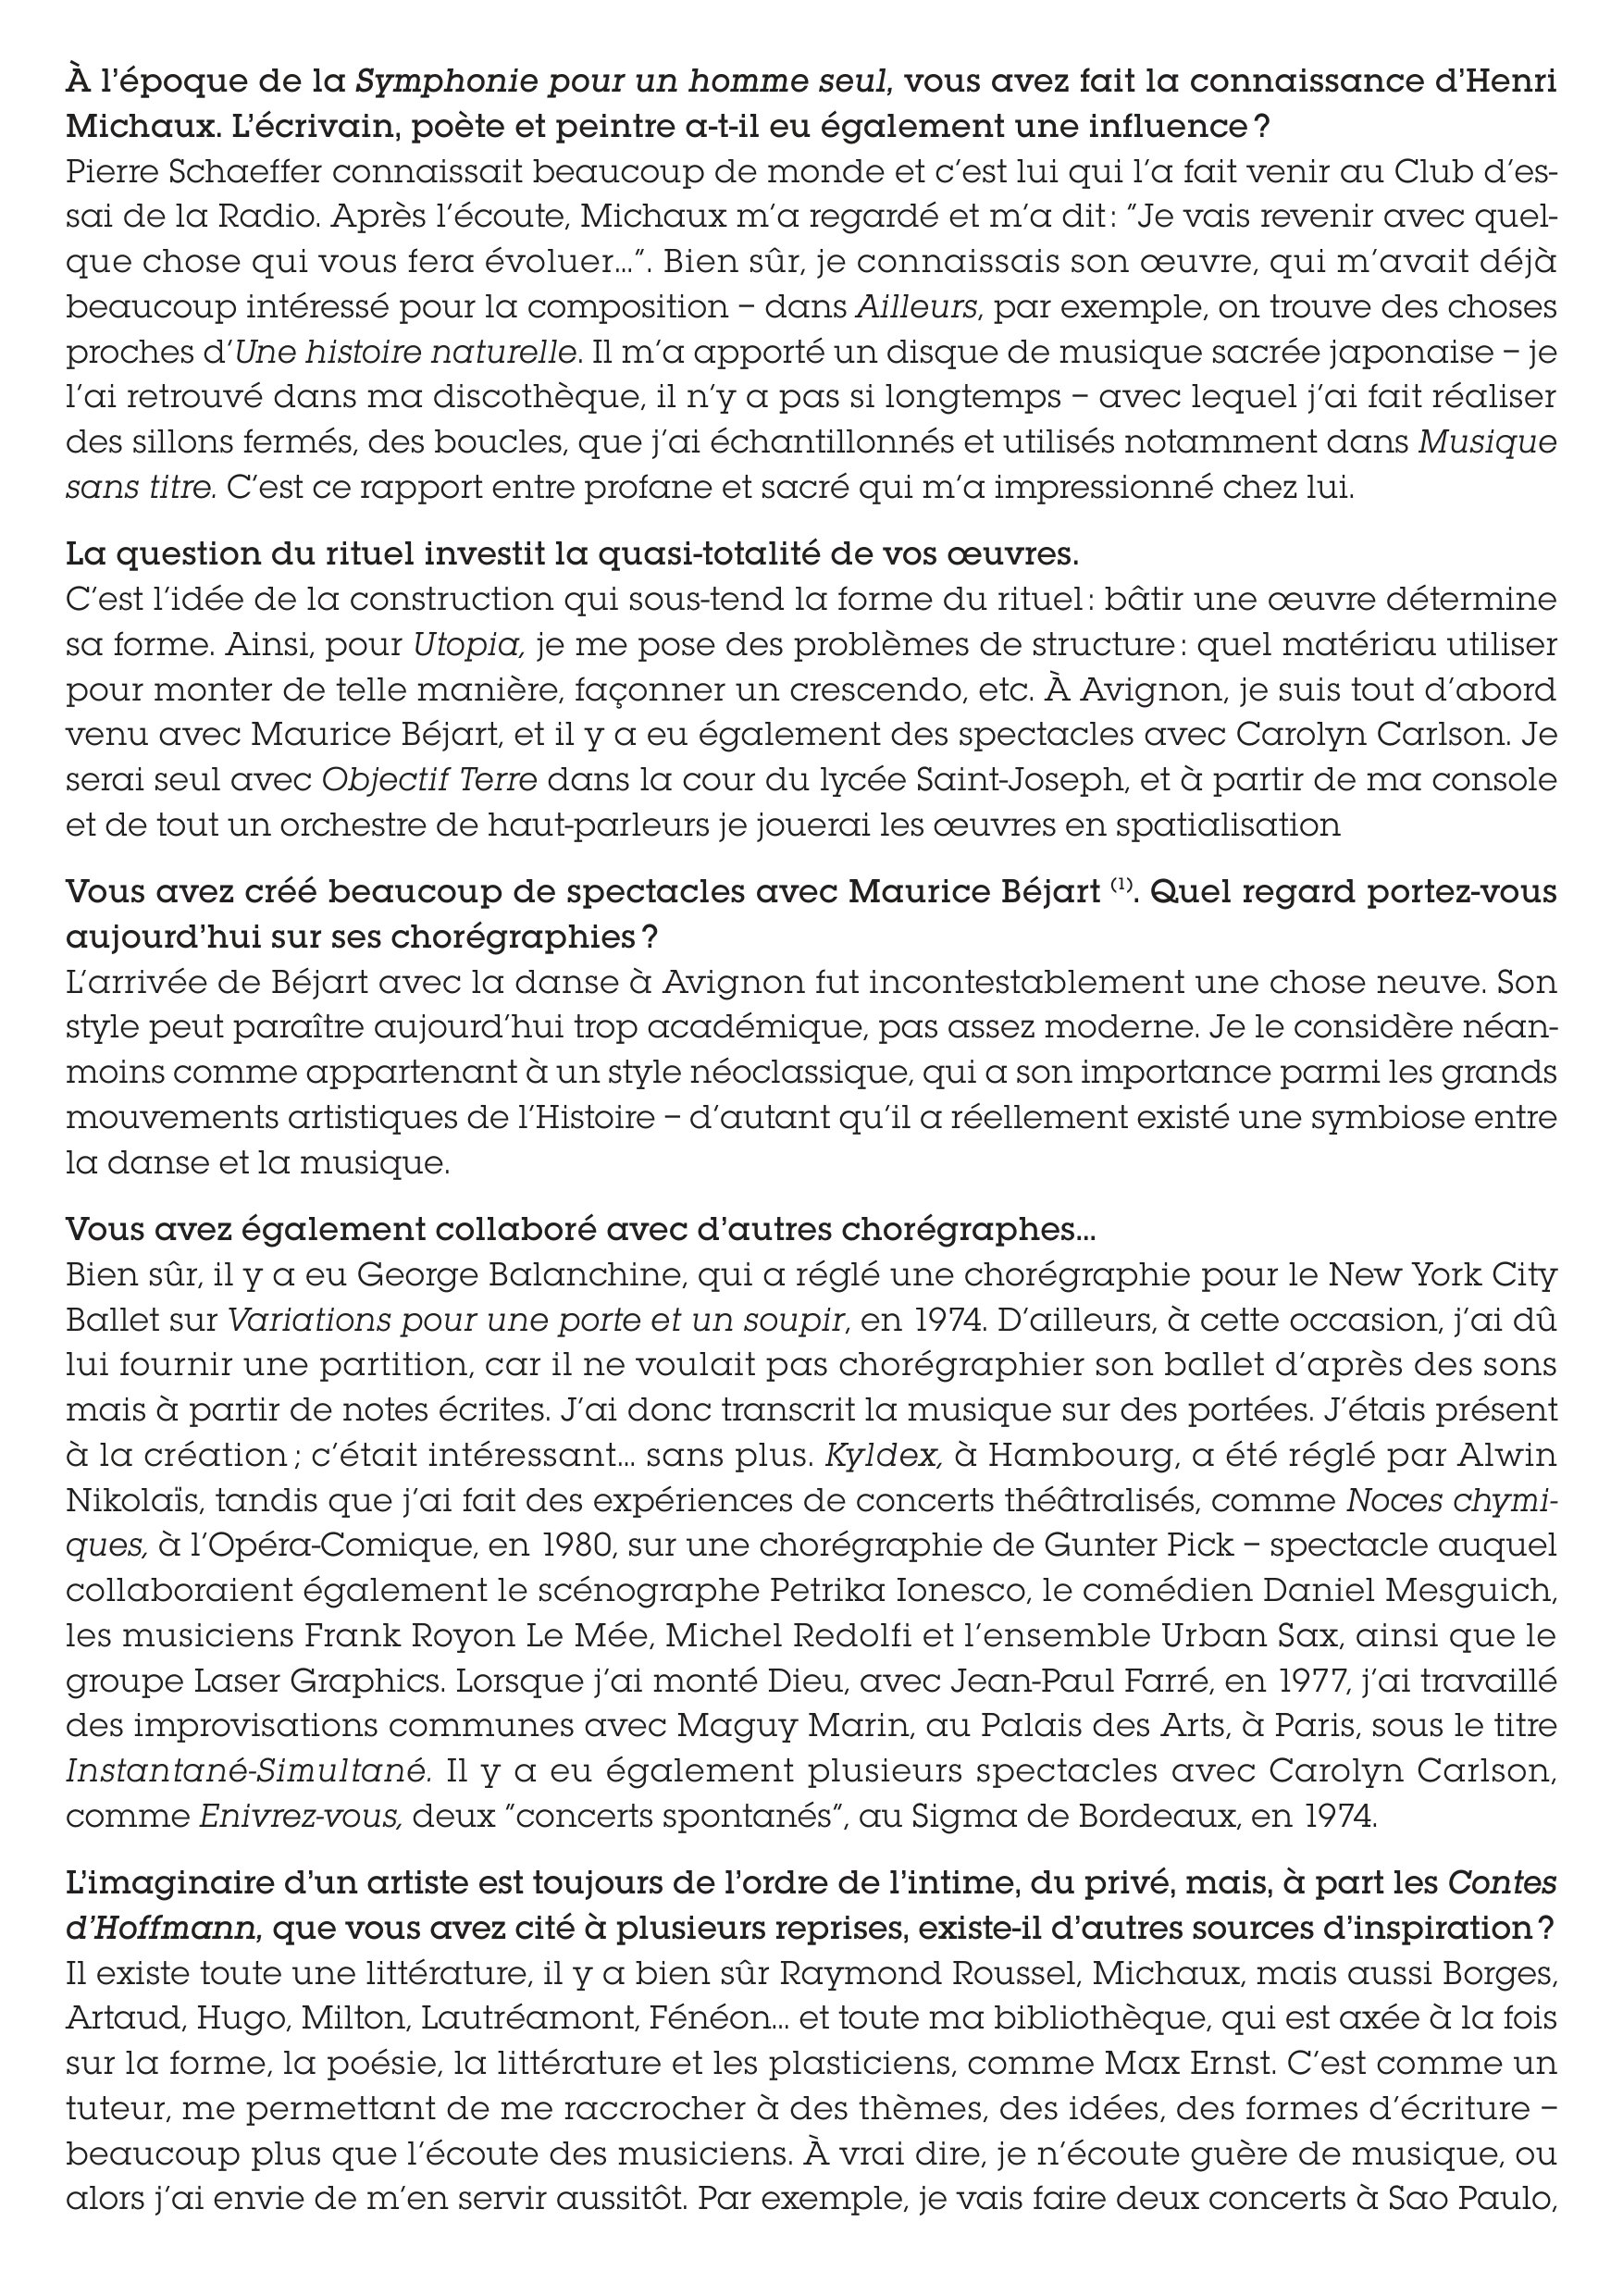 À l’époque de la Symphonie pour un homme seul, vous avez fait la connaissance d’Henri
Michaux. L’écrivain, poète et peintre a-t-il eu également une influence ?
Pierre Schaeffer connaissait beaucoup de monde et c’est lui qui l’a fait venir au Club d’es-
sai de la Radio. Après l’écoute, Michaux m’a regardé et m’a dit : ″Je vais revenir avec quel-
que chose qui vous fera évoluer...″. Bien sûr, je connaissais son œuvre, qui m’avait déjà
beaucoup intéressé pour la composition – dans Ailleurs, par exemple, on trouve des choses
proches d’Une histoire naturelle. Il m’a apporté un disque de musique sacrée japonaise – je
l’ai retrouvé dans ma discothèque, il n’y a pas si longtemps – avec lequel j’ai fait réaliser
des sillons fermés, des boucles, que j’ai échantillonnés et utilisés notamment dans Musique
sans titre. C’est ce rapport entre profane et sacré qui m’a impressionné chez lui.
La question du rituel investit la quasi-totalité de vos œuvres.
C’est l’idée de la construction qui sous-tend la forme du rituel : bâtir une œuvre détermine
sa forme. Ainsi, pour Utopia, je me pose des problèmes de structure : quel matériau utiliser
pour monter de telle manière, façonner un crescendo, etc. À Avignon, je suis tout d’abord
venu avec Maurice Béjart, et il y a eu également des spectacles avec Carolyn Carlson. Je
serai seul avec Objectif Terre dans la cour du lycée Saint-Joseph, et à partir de ma console
et de tout un orchestre de haut-parleurs je jouerai les œuvres en spatialisation
Vous avez créé beaucoup de spectacles avec Maurice Béjart (1). Quel regard portez-vous
aujourd’hui sur ses chorégraphies ?
L’arrivée de Béjart avec la danse à Avignon fut incontestablement une chose neuve. Son
style peut paraître aujourd’hui trop académique, pas assez moderne. Je le considère néan-
moins comme appartenant à un style néoclassique, qui a son importance parmi les grands
mouvements artistiques de l’Histoire – d’autant qu’il a réellement existé une symbiose entre
la danse et la musique.
Vous avez également collaboré avec d’autres chorégraphes...
Bien sûr, il y a eu George Balanchine, qui a réglé une chorégraphie pour le New York City
Ballet sur Variations pour une porte et un soupir, en 1974. D’ailleurs, à cette occasion, j’ai dû
lui fournir une partition, car il ne voulait pas chorégraphier son ballet d’après des sons
mais à partir de notes écrites. J’ai donc transcrit la musique sur des portées. J’étais présent
à la création ; c’était intéressant... sans plus. Kyldex, à Hambourg, a été réglé par Alwin
Nikolaïs, tandis que j’ai fait des expériences de concerts théâtralisés, comme Noces chymi-
ques, à l’Opéra-Comique, en 1980, sur une chorégraphie de Gunter Pick – spectacle auquel
collaboraient également le scénographe Petrika Ionesco, le comédien Daniel Mesguich,
les musiciens Frank Royon Le Mée, Michel Redolfi et l’ensemble Urban Sax, ainsi que le
groupe Laser Graphics. Lorsque j’ai monté Dieu, avec Jean-Paul Farré, en 1977, j’ai travaillé
des improvisations communes avec Maguy Marin, au Palais des Arts, à Paris, sous le titre
Instantané-Simultané. Il y a eu également plusieurs spectacles avec Carolyn Carlson,
comme Enivrez-vous, deux ″concerts spontanés″, au Sigma de Bordeaux, en 1974.
L’imaginaire d’un artiste est toujours de l’ordre de l’intime, du privé, mais, à part les Contes
d’Hoffmann, que vous avez cité à plusieurs reprises, existe-il d’autres sources d’inspiration ?
Il existe toute une littérature, il y a bien sûr Raymond Roussel, Michaux, mais aussi Borges,
Artaud, Hugo, Milton, Lautréamont, Fénéon... et toute ma bibliothèque, qui est axée à la fois
sur la forme, la poésie, la littérature et les plasticiens, comme Max Ernst. C’est comme un
tuteur, me permettant de me raccrocher à des thèmes, des idées, des formes d’écriture –
beaucoup plus que l’écoute des musiciens. À vrai dire, je n’écoute guère de musique, ou
alors j’ai envie de m’en servir aussitôt. Par exemple, je vais faire deux concerts à Sao Paulo,